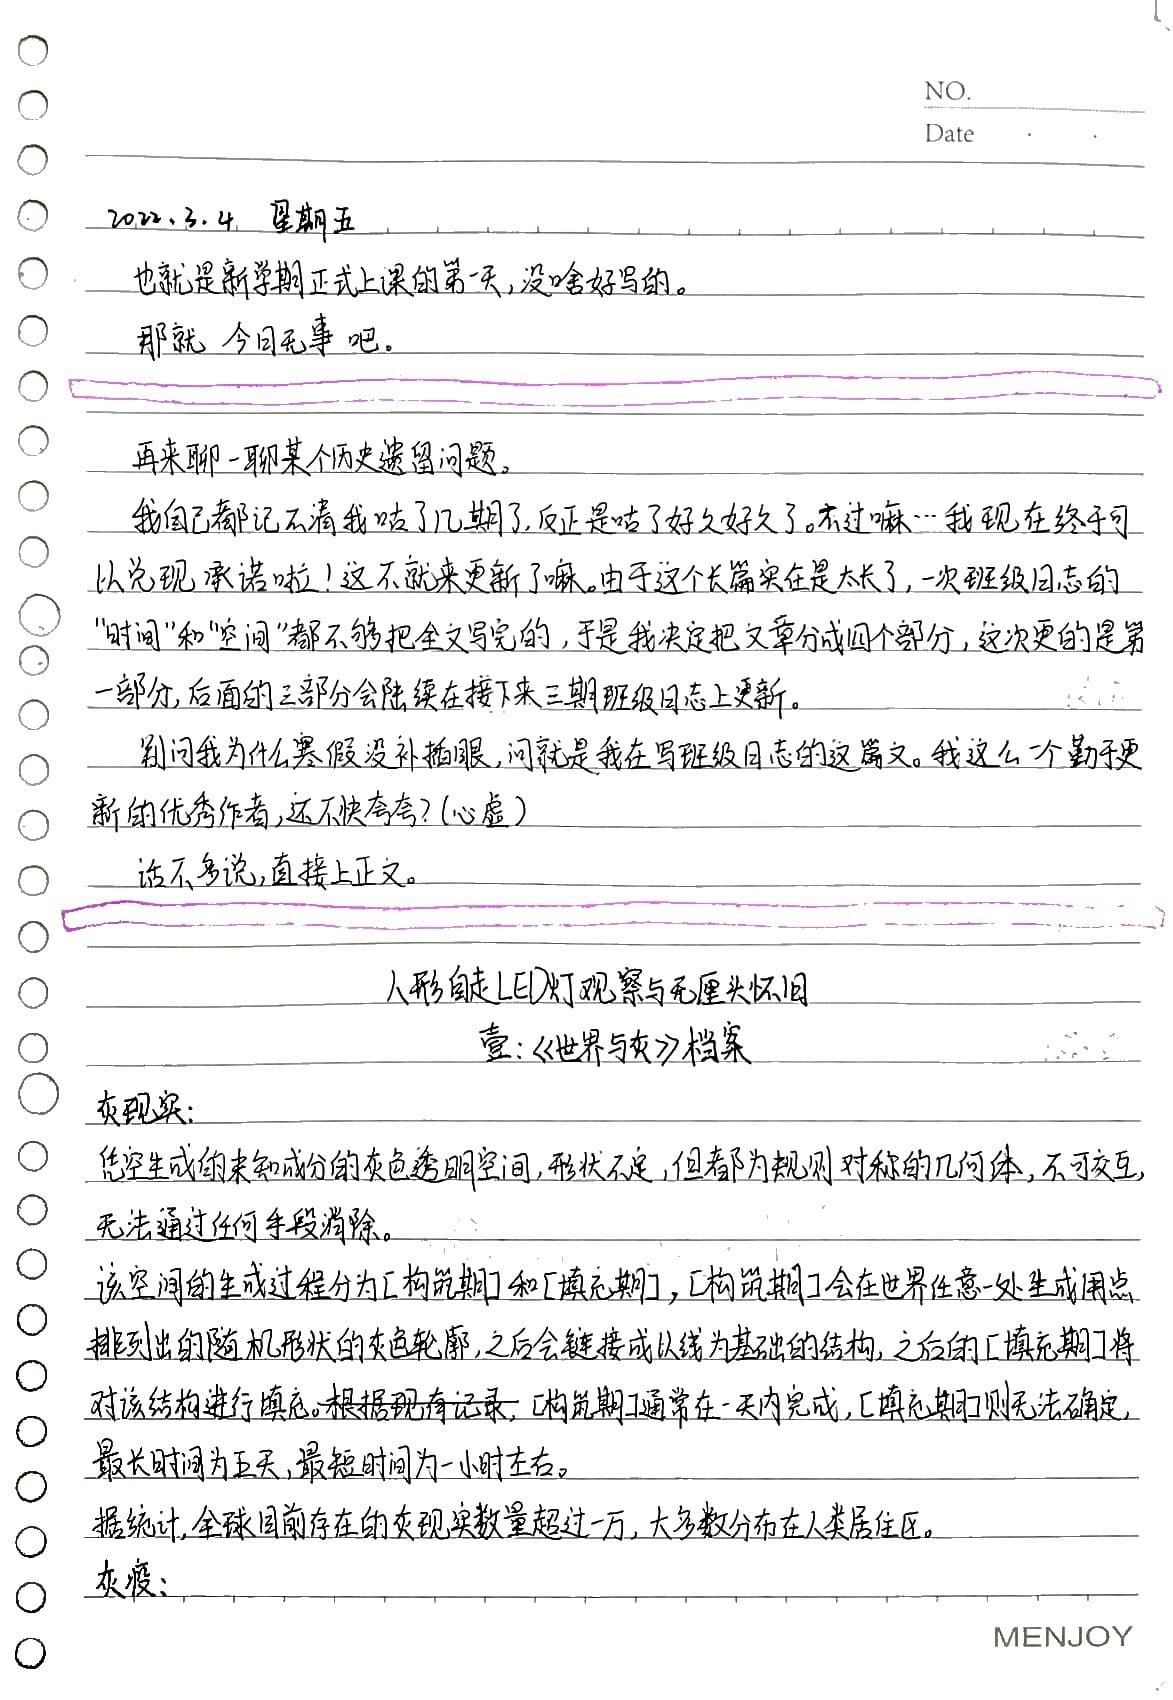 NO.
Date
2022.3.4 星期五
也就是新学期正式上课的第一天，没啥好写的。
那就 今日无事 吧。
再来聊一聊某个历史遗留问题。
我自己都记不清我咕了几期了，反正是咕了好久好久了。不过嘛…我现在终于可
以兑现承诺啦！这不就来更新了嘛。由于这个长篇实在是太长了，一次班级日志的
“时间”和“空间”都不够把全文写完的，于是我决定把文章分成四个部分，这次更的是第
一部分，后面的三部分会陆续在接下来三期班级日志上更新。
别问我为什么寒假没补插眼，问就是我在写班级日志的这篇文。我这么一个勤于更
新的优秀作者，还不快夸夸？（心虚）
话不多说，直接上正文。
人形自走LED灯观察与无厘头怀旧
壹：《世界与灰》档案
灰现实：
凭空生成的未知成分的灰色透明空间，形状不定，但都为规则对称的几何体，不可交互，
无法通过任何手段消除。
该空间的生成过程分为［构筑期］和［填充期］，［构筑期］会在世界任意一处生成用点
排列出的随机形状的灰色轮廓，之后会链接成以线为基础的结构，之后的［填充期］将
对该结构进行填充。根据现有记录，［构筑期］通常在一天内完成，［填充期］则无法确定，
最长时间为五天，最短时间为一小时左右。
据统计，全球目前存在的灰现实数量超过一万，大多数分布在人类居住区。
灰疫：
MENJOY